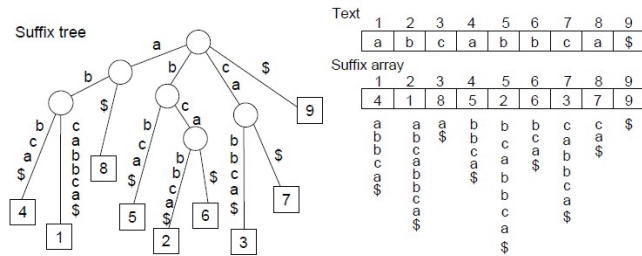 Suffix tree
a
b
c
a
$
b
$
b
c
a
$
c
a
b
b
c
a
$
b
c
a
$
c
a
b
b
c
a
$
$
b
b
c
a
$
$
9
8
4
1
5
2
6
3
7
Text
1 2 3 4 5 6 7 8 9
a b c a b b c a $
Suffix array
1 2 3 4 5 6 7 8 9
4 1 8 5 2 6 3 7 9
a b b c a $
a b c a b b c a $
a $
b b c a $
b c a b b c a $
b c a $
c a b b c a $
c a $
$